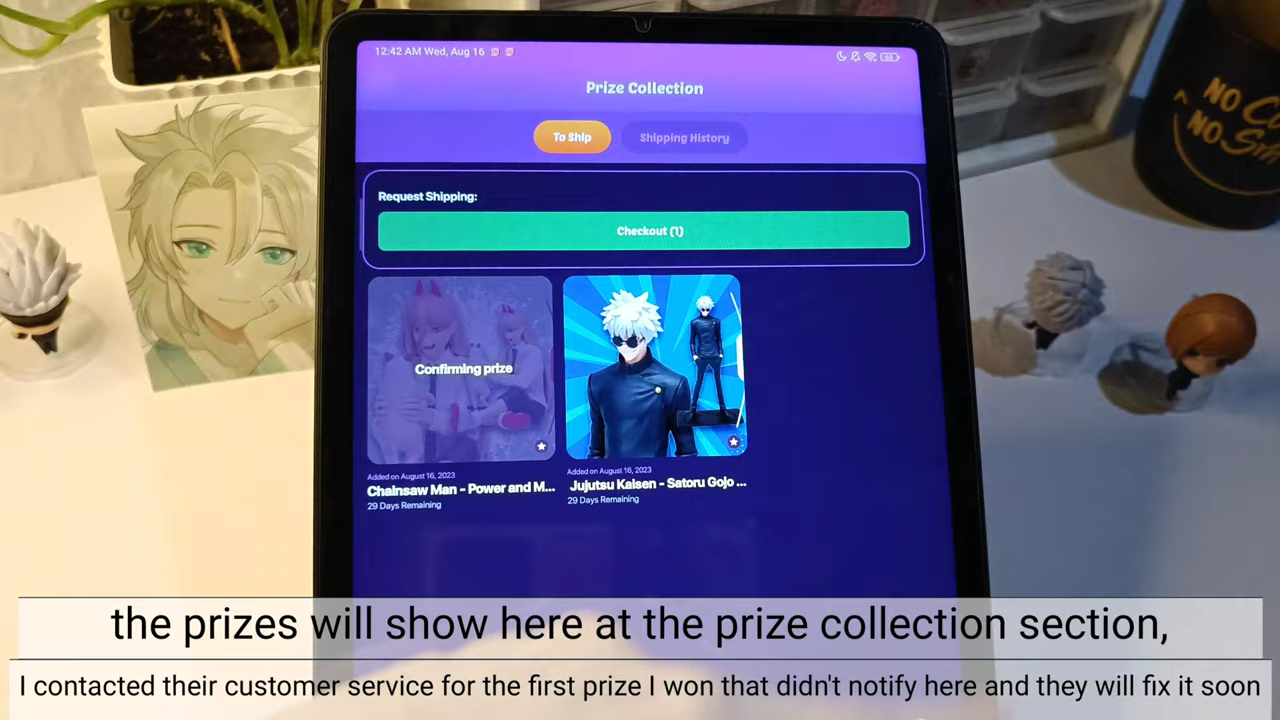 12:42 AM Wed, Aug 16
Prize Collection
To Ship
Shipping History
Request Shipping:
Checkout (1)
Confirming prize
Added on August 16, 2023
Chainsaw Man - Power and M...
29 Days Remaining
Added on August 16, 2023
Jujutsu Kaisen - Satoru Gojo ...
29 Days Remaining
NO
NO
the prizes will show here at the prize collection section,
I contacted their customer service for the first prize I won that didn't notify here and they will fix it soon